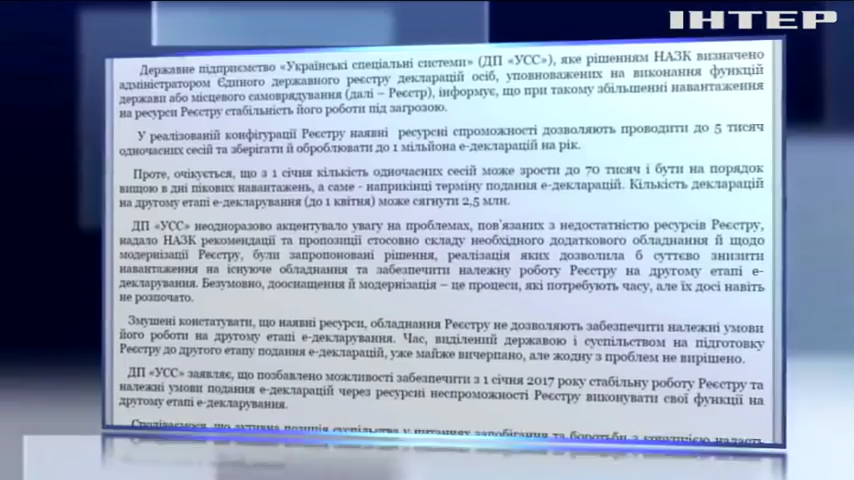 ІНТЕР
Державне підприємство «Українські спеціальні системи» (ДП «УСС»), яке рішенням НАЗК визначено
адміністратором Єдиного державного реєстру декларацій осіб, уповноважених на виконання функцій
держави або місцевого самоврядування (далі – Реєстр), інформує, що при такому збільшенні навантаження
на ресурси Реєстру стабільність його роботи під загрозою.
У реалізованій конфігурації Реєстру наявні ресурсні спроможності дозволяють проводити до 5 тисяч
одночасних сесій та зберігати й обробляти до 1 мільйона е-декларацій на рік.
Проте, очікується, що з 1 січня кількість одночасних сесій може зрости до 70 тисяч і бути на порядок
вищою в дні пікових навантажень, а саме - наприкінці терміну подання е-декларацій. Кількість декларацій
на другому етапі е-декларування (до 1 квітня) може сягнути 2,5 млн.
ДП «УСС» неодноразово акцентувало увагу на проблемах, пов'язаних з недостатністю ресурсів Реєстру,
надало НАЗК рекомендації та пропозиції стосовно складу необхідного додаткового обладнання й щодо
модернізації Реєстру, були запропоновані рішення, реалізація яких дозволила б суттєво знизити
навантаження на існуюче обладнання та забезпечити належну роботу Реєстру на другому етапі е-
декларування. Безумовно, дооснащення й модернізація – це процеси, які потребують часу, але їх досі навіть
не розпочато.
Змушені констатувати, що наявні ресурси, обладнання Реєстру не дозволяють забезпечити належні умови
його роботи на другому етапі е-декларування. Час, виділений державою і суспільством на підготовку
Реєстру до другого етапу подання е-декларацій, уже майже вичерпано, але жодну з проблем не вирішено.
ДП «УСС» заявляє, що позбавлено можливості забезпечити з 1 січня 2017 року стабільну роботу Реєстру та
належні умови подання е-декларацій через ресурсні неспроможності Реєстру виконувати свої функції на
другому етапі е-декларування.
Сподіваємося, що активна позиція суспільства у питаннях запобігання та боротьби з корупцією надасть